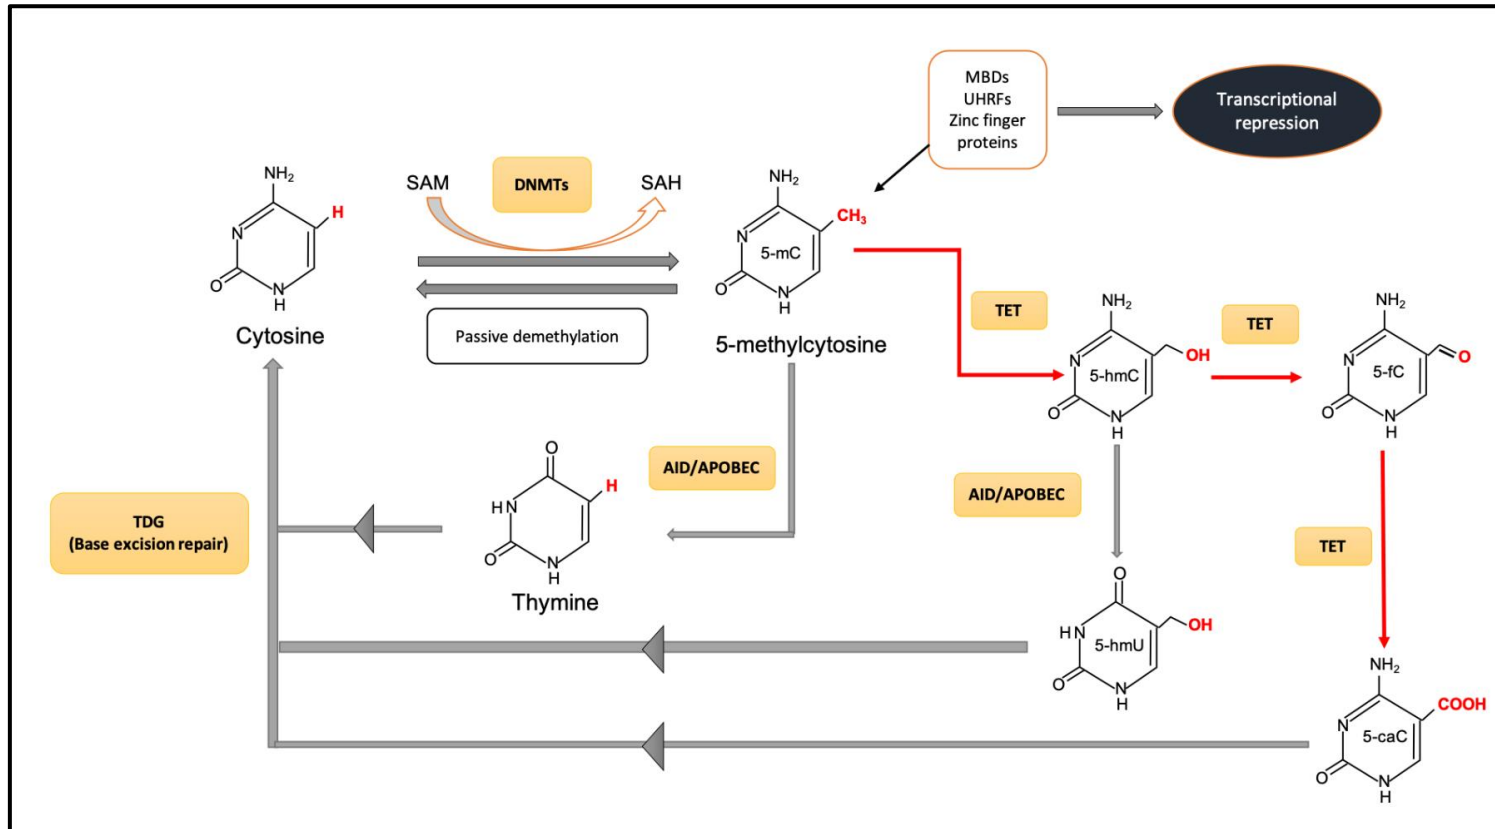 MBDs
UHRFs
Zinc finger
proteins
Transcriptional
repression
SAM
DNMTs
SAH
NH2
H
N
O
N
H
Cytosine
Passive demethylation
NH2
CH3
N
5-mC
O
N
H
5-methylcytosine
TET
NH2
OH
N
5-hmC
O
N
H
TET
NH2
O
N
5-fC
O
N
H
AID/APOBEC
O
H
HN
O
N
H
Thymine
TDG
(Base excision repair)
AID/APOBEC
O
OH
HN
5-hmU
O
N
H
TET
NH2
COOH
N
5-caC
O
N
H